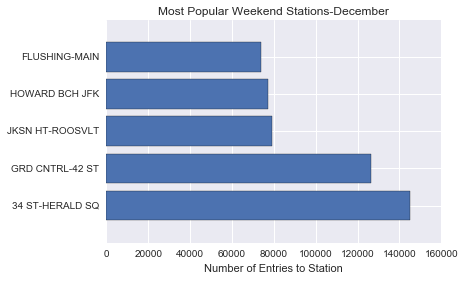 Most Popular Weekend Stations-December
FLUSHING-MAIN
HOWARD BCH JFK
JKSN HT-ROOSVLT
GRD CNTRL-42 ST
34 ST-HERALD SQ
0 20000 40000 60000 80000 100000 120000 140000 160000
Number of Entries to Station